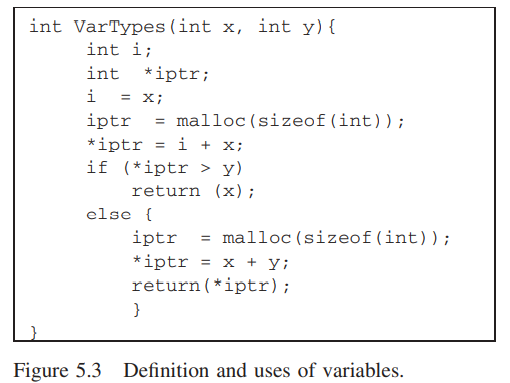 int VarTypes(int x, int y){
int i;
int *iptr;
i = x;
iptr = malloc(sizeof(int));
*iptr = i + x;
if (*iptr > y)
return (x);
else {
iptr = malloc(sizeof(int));
*iptr = x + y;
return(*iptr);
}
}
Figure 5.3 Definition and uses of variables.